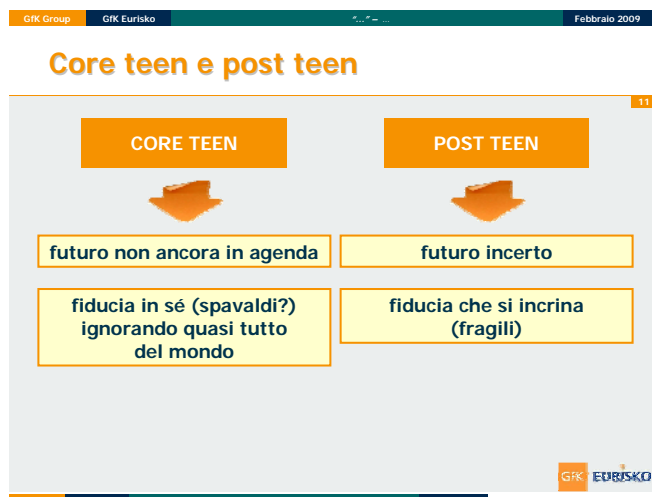 GfK Group GfK Eurisko "..." – ... Febbraio 2009
Core teen e post teen
11
CORE TEEN
POST TEEN
futuro non ancora in agenda
futuro incerto
fiducia in sé (spavaldi?)
ignorando quasi tutto
del mondo
fiducia che si incrina
(fragili)
GfK EURISKO